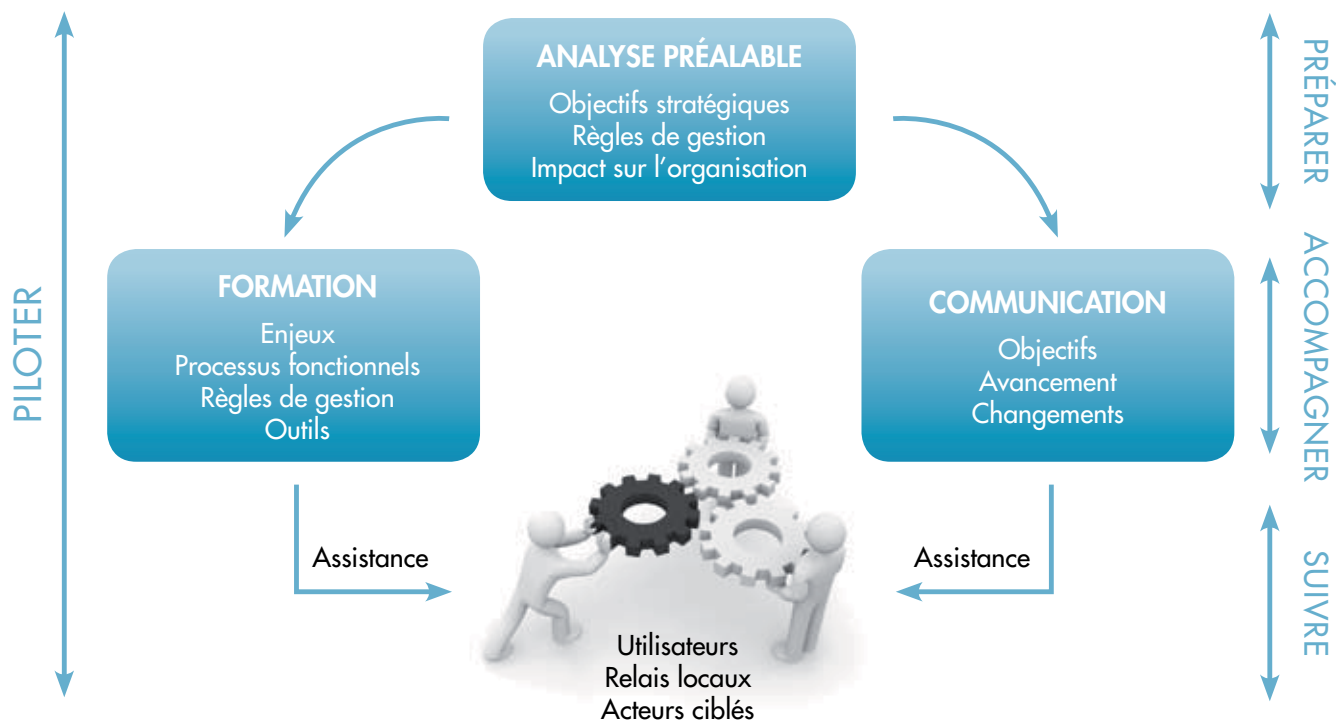 ANALYSE PRÉALABLE
Objectifs stratégiques
Règles de gestion
Impact sur l'organisation
PRÉPARER
PILOTER
FORMATION
Enjeux
Processus fonctionnels
Règles de gestion
Outils
COMMUNICATION
Objectifs
Avancement
Changements
ACCOMPAGNER
Assistance
Assistance
Utilisateurs
Relais locaux
Acteurs ciblés
SUIVRE